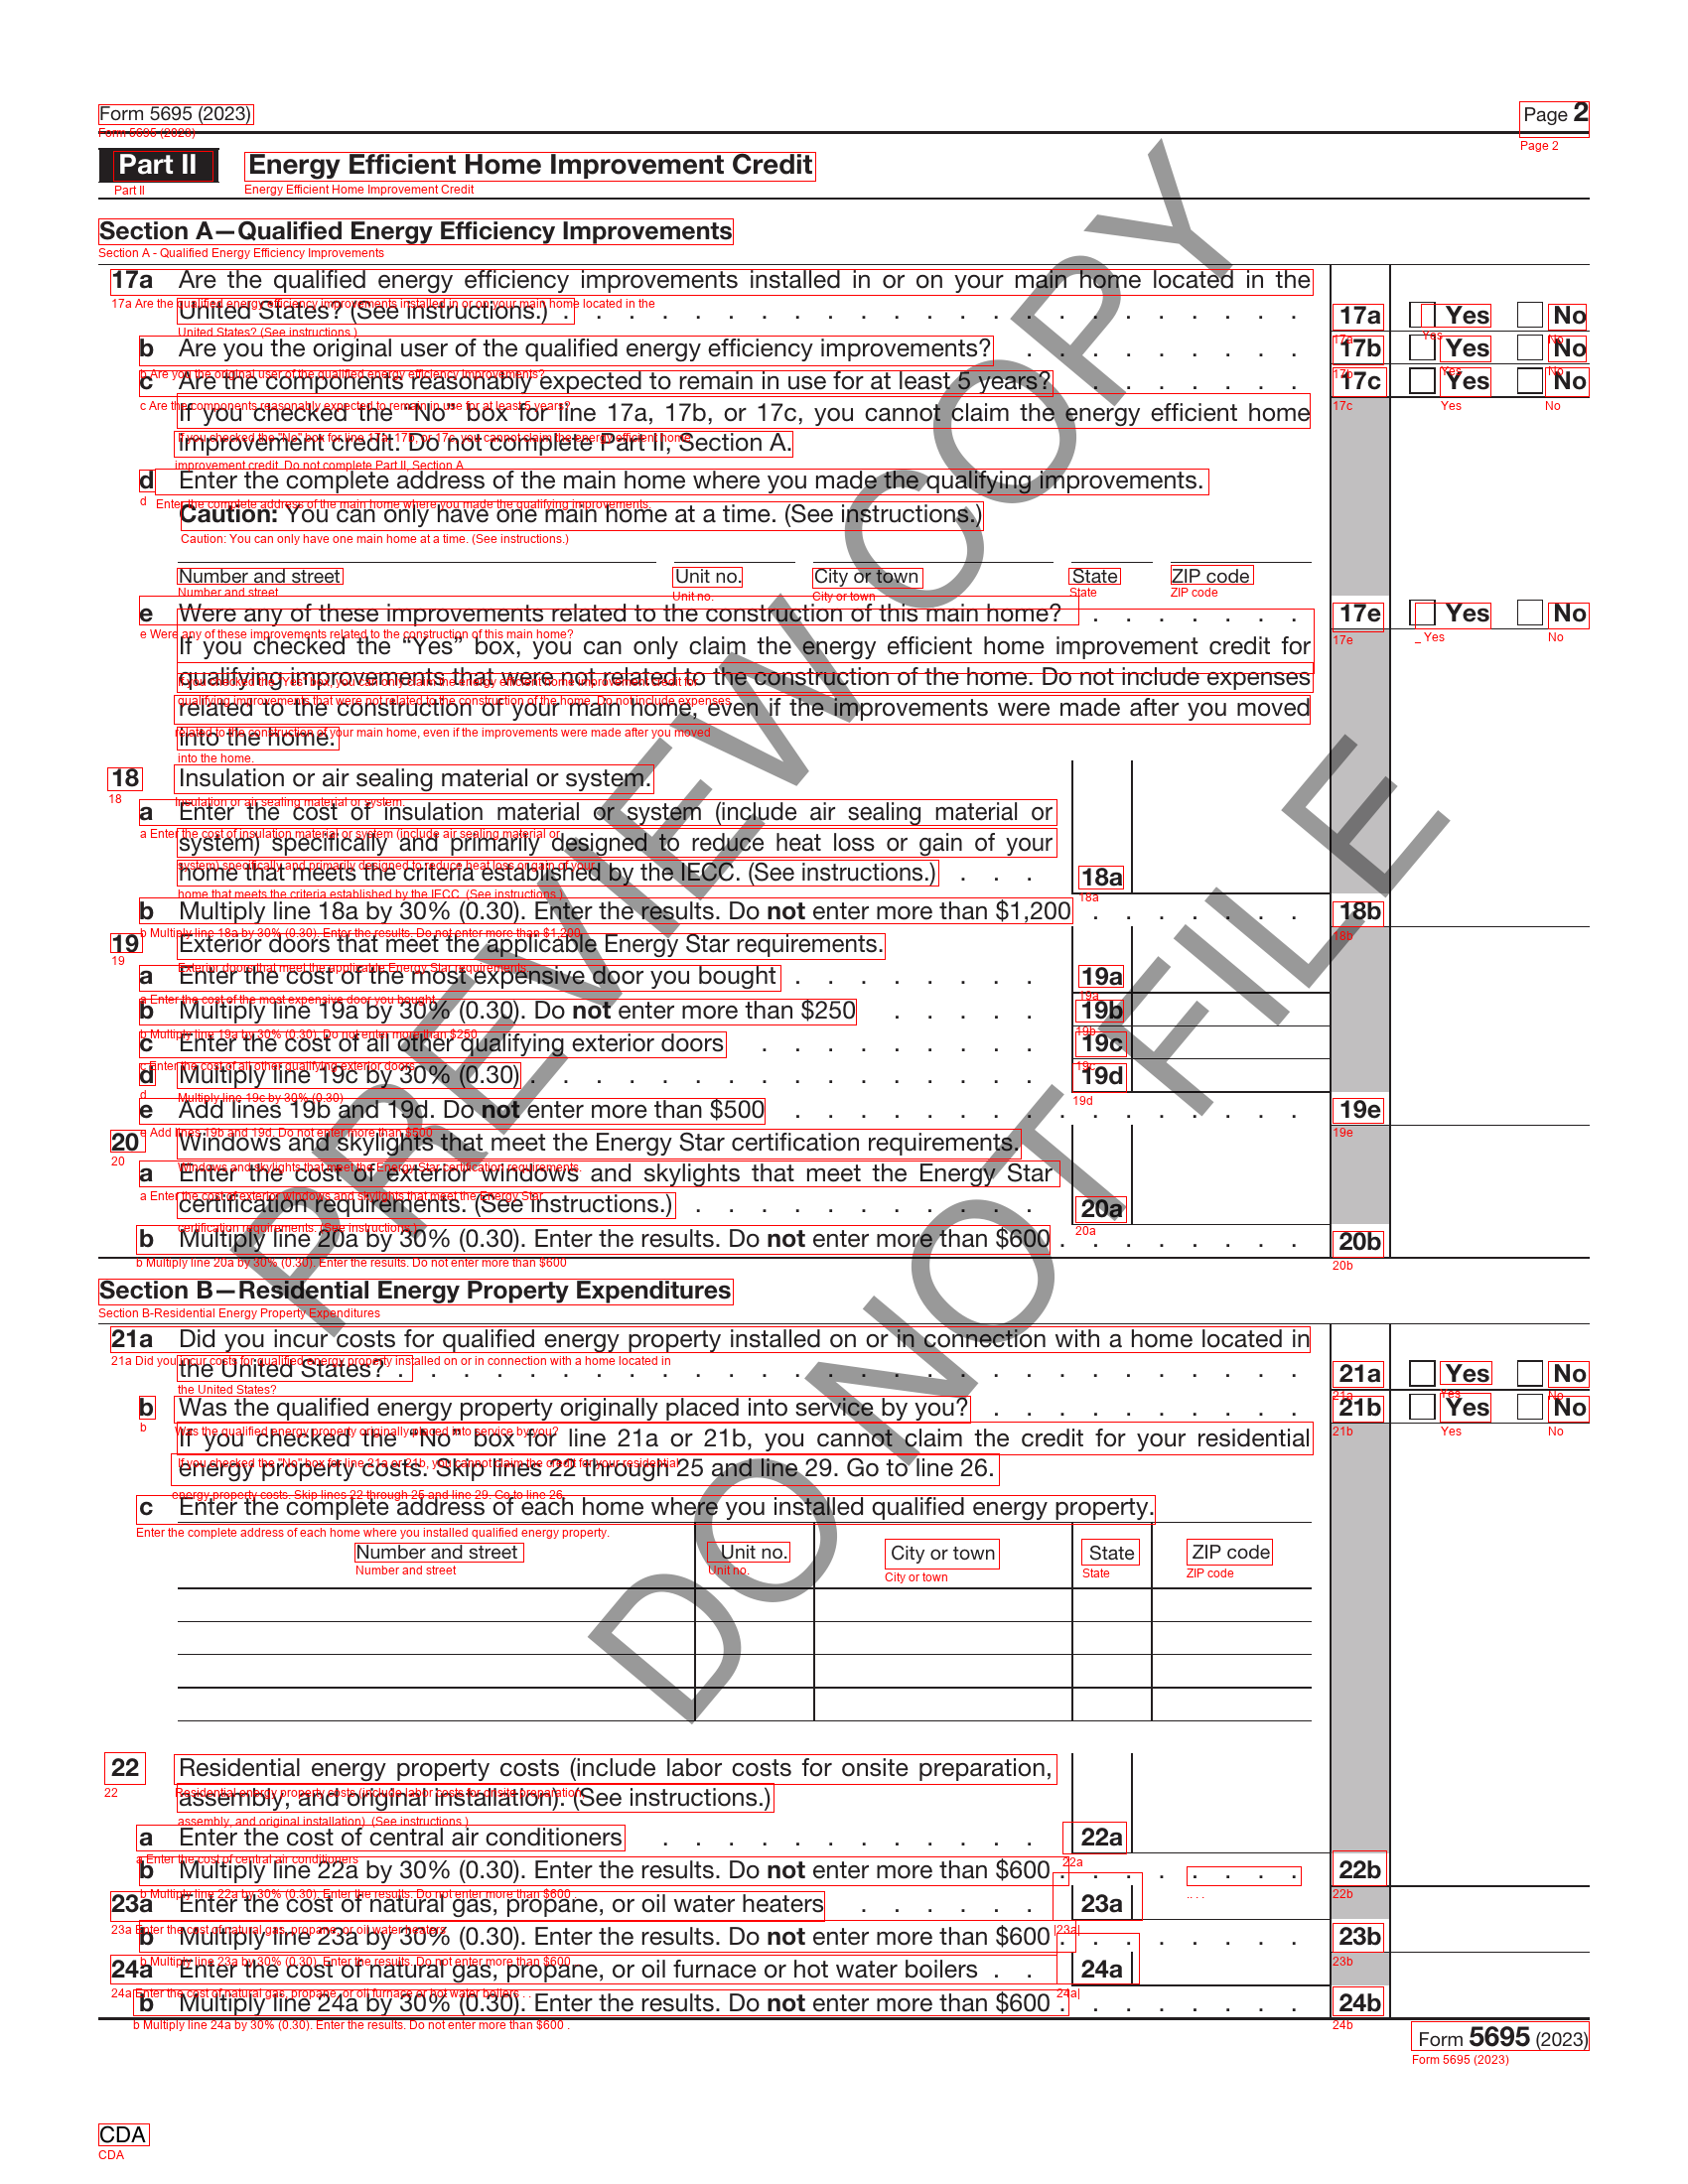 Form 5695 (2023) Page 2
Form 5695 (2023)
Page 2
Part II Energy Efficient Home Improvement Credit
Part II Energy Efficient Home Improvement Credit
Section A—Qualified Energy Efficiency Improvements
Section A - Qualified Energy Efficiency Improvements
17a Are the qualified energy efficiency improvements installed in or on your main home located in the
17a Are the qualified energy efficiency improvements installed in or on your main home located in the
United States? (See instructions.) . . . . . . . . . . . . . . . . . . . . . . . 17a Yes No
United States? (See instructions.) 17a Yes No
b Are you the original user of the qualified energy efficiency improvements? . . . . . . . . . 17b Yes No
b Are you the original user of the qualified energy efficiency improvements? 17b Yes No
c Are the components reasonably expected to remain in use for at least 5 years? . . . . . . . 17c Yes No
c Are the components reasonably expected to remain in use for at least 5 years? 17c Yes No
If you checked the “No” box for line 17a, 17b, or 17c, you cannot claim the energy efficient home
If you checked the "No" box for line 17a, 17b, or 17c, you cannot claim the energy efficient home
improvement credit. Do not complete Part II, Section A.
improvement credit. Do not complete Part II, Section A.
d Enter the complete address of the main home where you made the qualifying improvements.
d Enter the complete address of the main home where you made the qualifying improvements.
Caution: You can only have one main home at a time. (See instructions.)
Caution: You can only have one main home at a time. (See instructions.)
Number and street Unit no. City or town State ZIP code
Number and street Unit no. City or town State ZIP code
e Were any of these improvements related to the construction of this main home? . . . . . . . 17e Yes No
e Were any of these improvements related to the construction of this main home? 17e _ Yes No
If you checked the “Yes” box, you can only claim the energy efficient home improvement credit for
If you checked the "Yes" box, you can only claim the energy efficient home improvement credit for
qualifying improvements that were not related to the construction of the home. Do not include expenses
qualifying improvements that were not related to the construction of the home. Do not include expenses
related to the construction of your main home, even if the improvements were made after you moved
related to the construction of your main home, even if the improvements were made after you moved
into the home.
into the home.
18 Insulation or air sealing material or system.
18 Insulation or air sealing material or system.
a Enter the cost of insulation material or system (include air sealing material or
a Enter the cost of insulation material or system (include air sealing material or
system) specifically and primarily designed to reduce heat loss or gain of your
system) specifically and primarily designed to reduce heat loss or gain of your
home that meets the criteria established by the IECC. (See instructions.) . . . 18a
home that meets the criteria established by the IECC. (See instructions.) 18a
b Multiply line 18a by 30% (0.30). Enter the results. Do not enter more than $1,200 . . . . . . . 18b
b Multiply line 18a by 30% (0.30). Enter the results. Do not enter more than $1,200 18b
19 Exterior doors that meet the applicable Energy Star requirements.
19 Exterior doors that meet the applicable Energy Star requirements.
a Enter the cost of the most expensive door you bought . . . . . . . . 19a
a Enter the cost of the most expensive door you bought 19a
b Multiply line 19a by 30% (0.30). Do not enter more than $250 . . . . . 19b
b Multiply line 19a by 30% (0.30). Do not enter more than $250 19b
c Enter the cost of all other qualifying exterior doors . . . . . . . . . 19c
c Enter the cost of all other qualifying exterior doors 19c
d Multiply line 19c by 30% (0.30) . . . . . . . . . . . . . . . . 19d
d Multiply line 19c by 30% (0.30) 19d
e Add lines 19b and 19d. Do not enter more than $500 . . . . . . . . . . . . . . . . 19e
e Add lines 19b and 19d. Do not enter more than $500 19e
20 Windows and skylights that meet the Energy Star certification requirements.
20 Windows and skylights that meet the Energy Star certification requirements.
a Enter the cost of exterior windows and skylights that meet the Energy Star
a Enter the cost of exterior windows and skylights that meet the Energy Star
certification requirements. (See instructions.) . . . . . . . . . . . 20a
certification requirements. (See instructions.) 20a
b Multiply line 20a by 30% (0.30). Enter the results. Do not enter more than $600 . . . . . . . . 20b
b Multiply line 20a by 30% (0.30). Enter the results. Do not enter more than $600 20b
Section B—Residential Energy Property Expenditures
Section B-Residential Energy Property Expenditures
21a Did you incur costs for qualified energy property installed on or in connection with a home located in
21a Did you incur costs for qualified energy property installed on or in connection with a home located in
the United States? . . . . . . . . . . . . . . . . . . . . . . . . . . . . 21a Yes No
the United States? 21a Yes No
b Was the qualified energy property originally placed into service by you? . . . . . . . . . . 21b Yes No
b Was the qualified energy property originally placed into service by you? 21b Yes No
If you checked the “No” box for line 21a or 21b, you cannot claim the credit for your residential
If you checked the "No" box for line 21a or 21b, you cannot claim the credit for your residential
energy property costs. Skip lines 22 through 25 and line 29. Go to line 26.
energy property costs. Skip lines 22 through 25 and line 29. Go to line 26.
c Enter the complete address of each home where you installed qualified energy property.
Enter the complete address of each home where you installed qualified energy property.
Number and street Unit no. City or town State ZIP code
Number and street Unit no. City or town State ZIP code
22 Residential energy property costs (include labor costs for onsite preparation,
22 Residential energy property costs (include labor costs for onsite preparation,
assembly, and original installation). (See instructions.)
assembly, and original installation). (See instructions.)
a Enter the cost of central air conditioners . . . . . . . . . . . . 22a
a Enter the cost of central air conditioners 22a
b Multiply line 22a by 30% (0.30). Enter the results. Do not enter more than $600 . . . . . . . . 22b
b Multiply line 22a by 30% (0.30). Enter the results. Do not enter more than $600 . .. . . 22b
23a Enter the cost of natural gas, propane, or oil water heaters . . . . . . 23a
23a Enter the cost of natural gas, propane, or oil water heaters |23a|
b Multiply line 23a by 30% (0.30). Enter the results. Do not enter more than $600 . . . . . . . . 23b
b Multiply line 23a by 30% (0.30). Enter the results. Do not enter more than $600 23b
24a Enter the cost of natural gas, propane, or oil furnace or hot water boilers . . 24a
24a Enter the cost of natural gas, propane, or oil furnace or hot water boilers . . 24a|
b Multiply line 24a by 30% (0.30). Enter the results. Do not enter more than $600 . . . . . . . . 24b
b Multiply line 24a by 30% (0.30). Enter the results. Do not enter more than $600 . 24b
Form 5695 (2023)
Form 5695 (2023)
CDA
CDA
PREVIEW COPY
DO NOT FILE